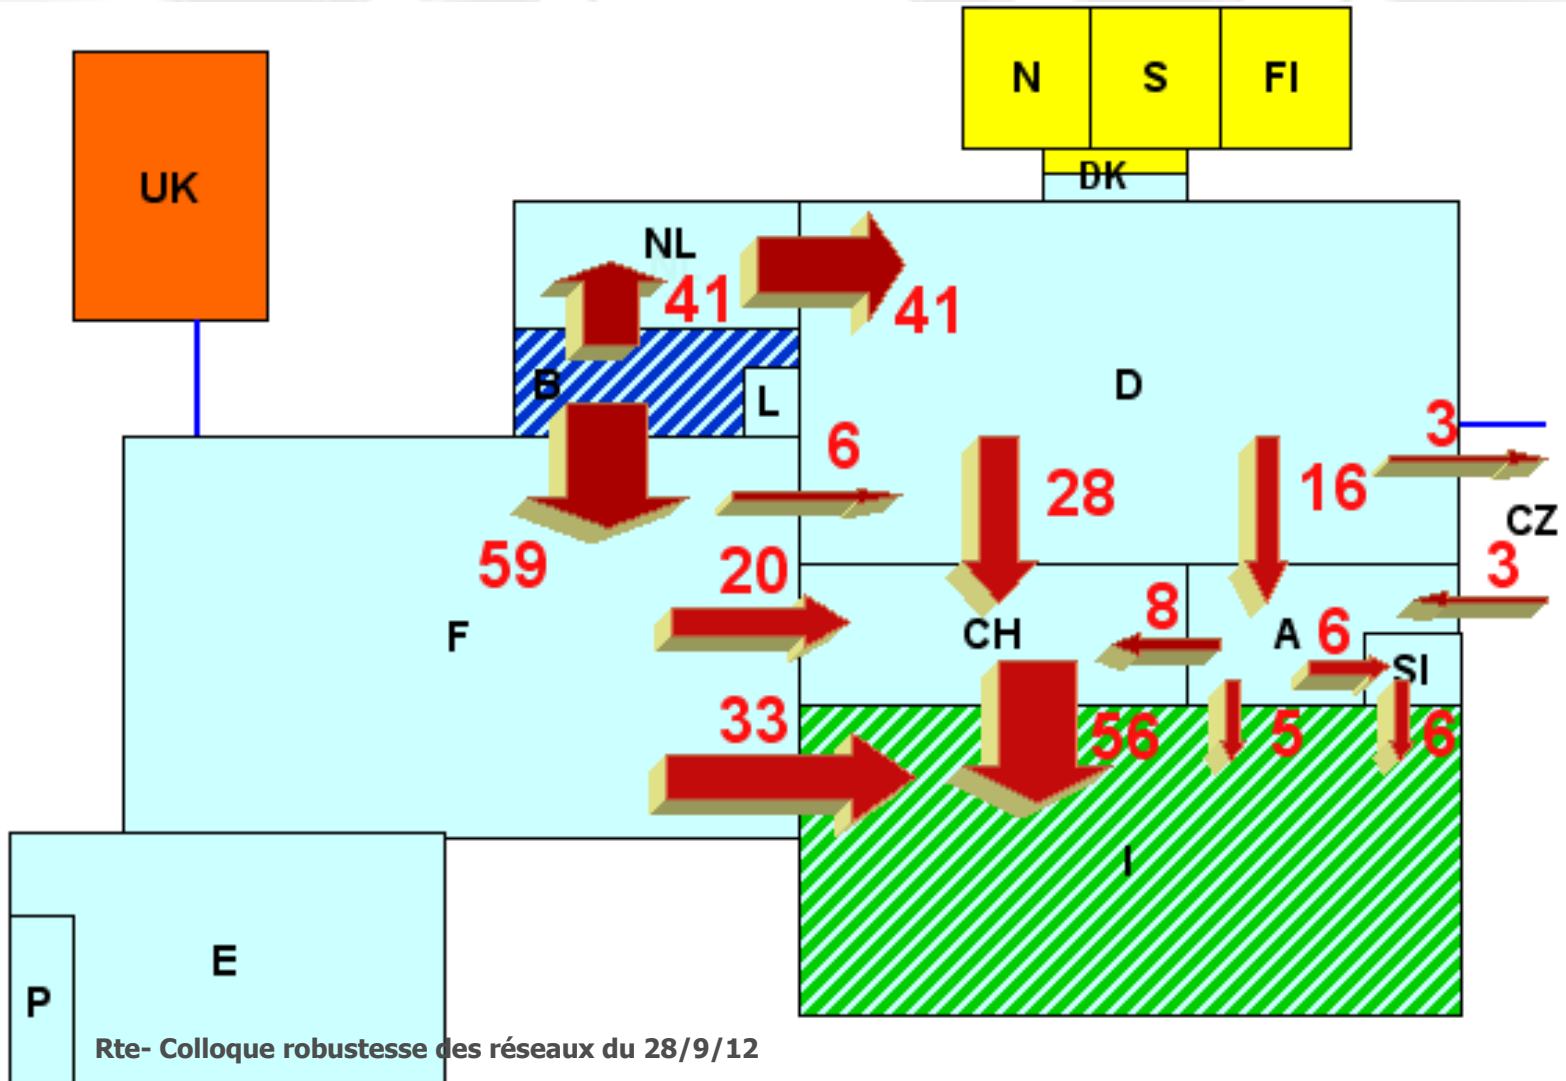 N S FI
DK
UK
NL
41
41
B
L
D
3
6
28
16
CZ
59
20
3
F
CH
8
A
6
SI
33
56
5
6
I
E
P
Rte- Colloque robustesse des réseaux du 28/9/12